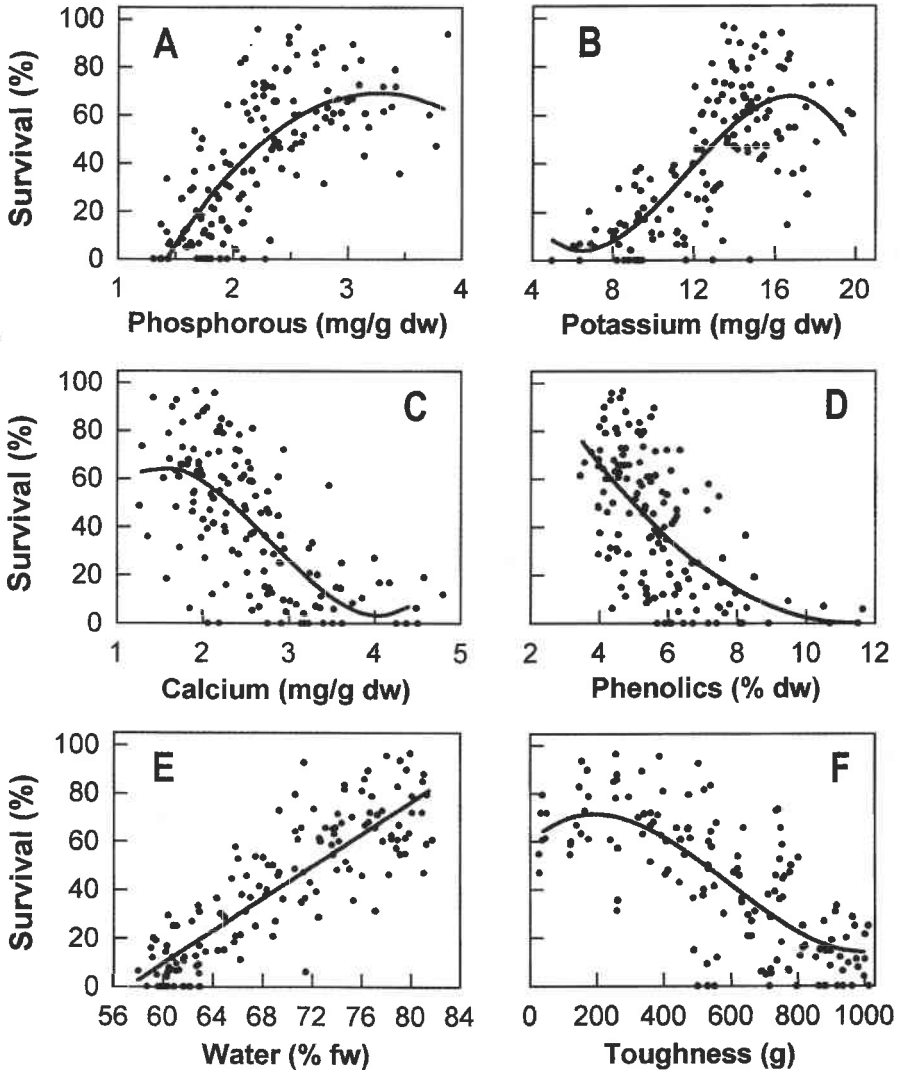 100
80
60
40
20
0
Survival (%)
A
1 2 3 4
Phosphorous (mg/g dw)
B
4 8 12 16 20
Potassium (mg/g dw)
100
80
60
40
20
0
Survival (%)
C
1 2 3 4 5
Calcium (mg/g dw)
D
2 4 6 8 10 12
Phenolics (% dw)
100
80
60
40
20
0
Survival (%)
E
56 60 64 68 72 76 80 84
Water (% fw)
F
0 200 400 600 800 1000
Toughness (g)